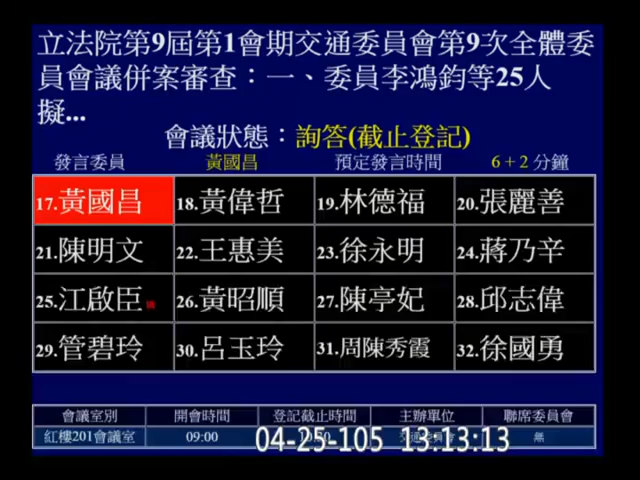 立法院第9屆第1會期交通委員會第9次全體委
員會議併案審查：一、委員李鴻鈞等25人
擬...
會議狀態：詢答(截止登記)
發言委員 黃國昌 預定發言時間 6+2 分鐘
17.黃國昌 18.黃偉哲 19.林德福 20.張麗善
21.陳明文 22.王惠美 23.徐永明 24.蔣乃辛
25.江啟臣 26.黃昭順 27.陳亭妃 28.邱志偉
29.管碧玲 30.呂玉玲 31.周陳秀霞 32.徐國勇
會議室別 開會時間 登記截止時間 主辦單位 聯席委員會
紅樓201會議室 09:00 無
04-25-105 13:13:13